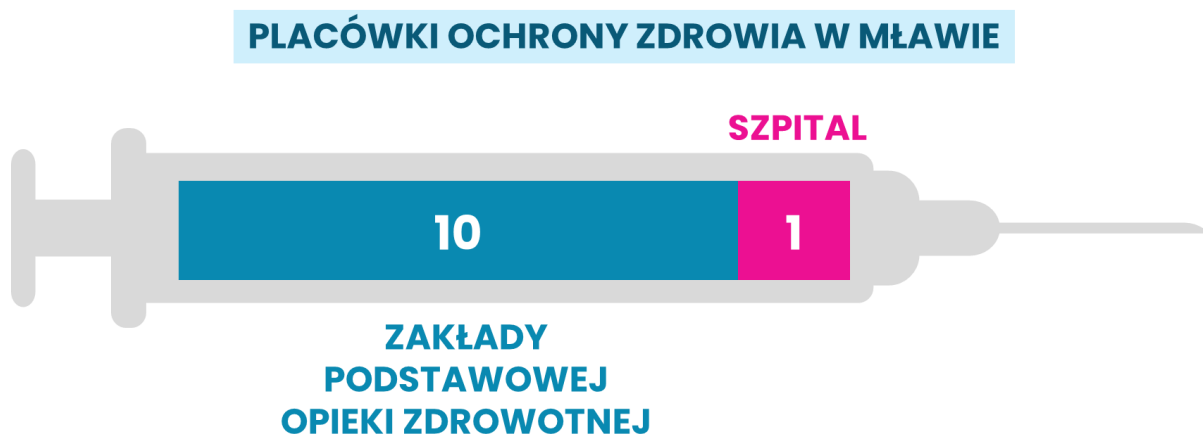 PLACÓWKI OCHRONY ZDROWIA W MŁAWIE
SZPITAL
10
1
ZAKŁADY
PODSTAWOWEJ
OPIEKI ZDROWOTNEJ